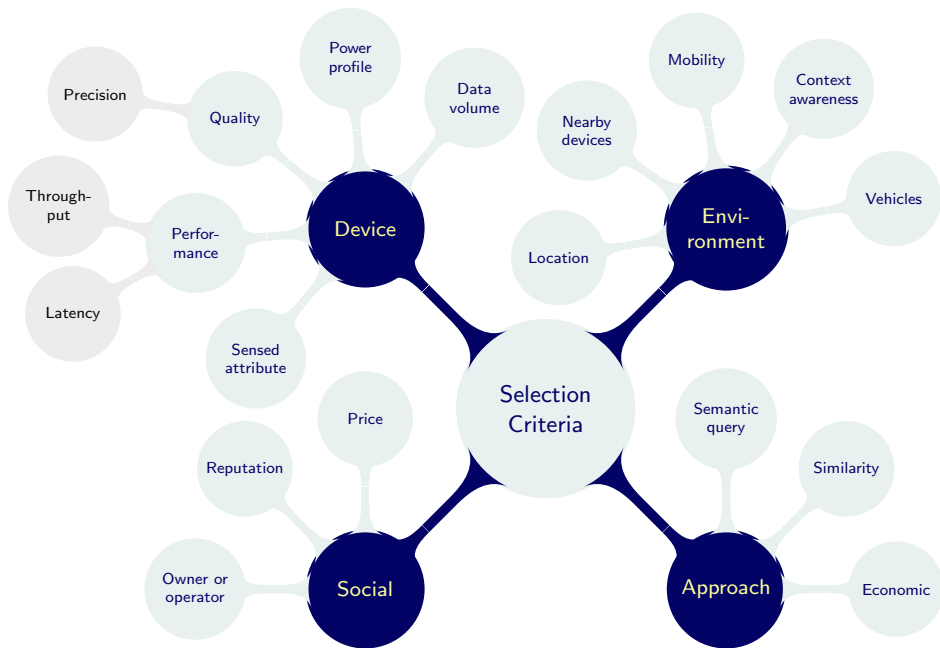 Power
profile
Mobility
Context
awareness
Precision
Data
volume
Quality
Nearby
devices
Through-
put
Vehicles
Device
Envi-
ronment
Perfor-
mance
Location
Latency
Sensed
attribute
Selection
Criteria
Price
Semantic
query
Reputation
Similarity
Owner or
operator
Social
Approach
Economic